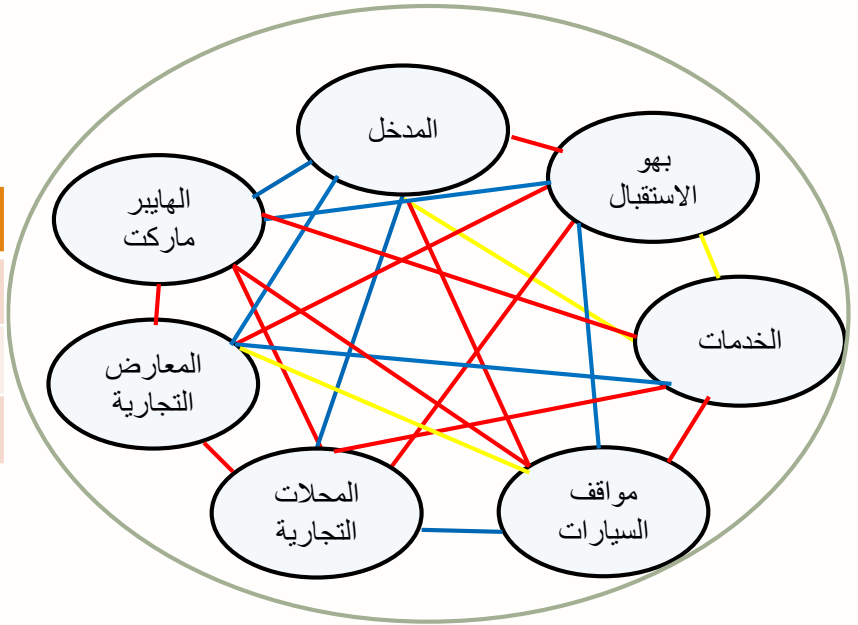 المدخل
بهو
الاستقبال
الهايبر
ماركت
الخدمات
المعارض
التجارية
المحلات
التجارية
مواقف
السيارات